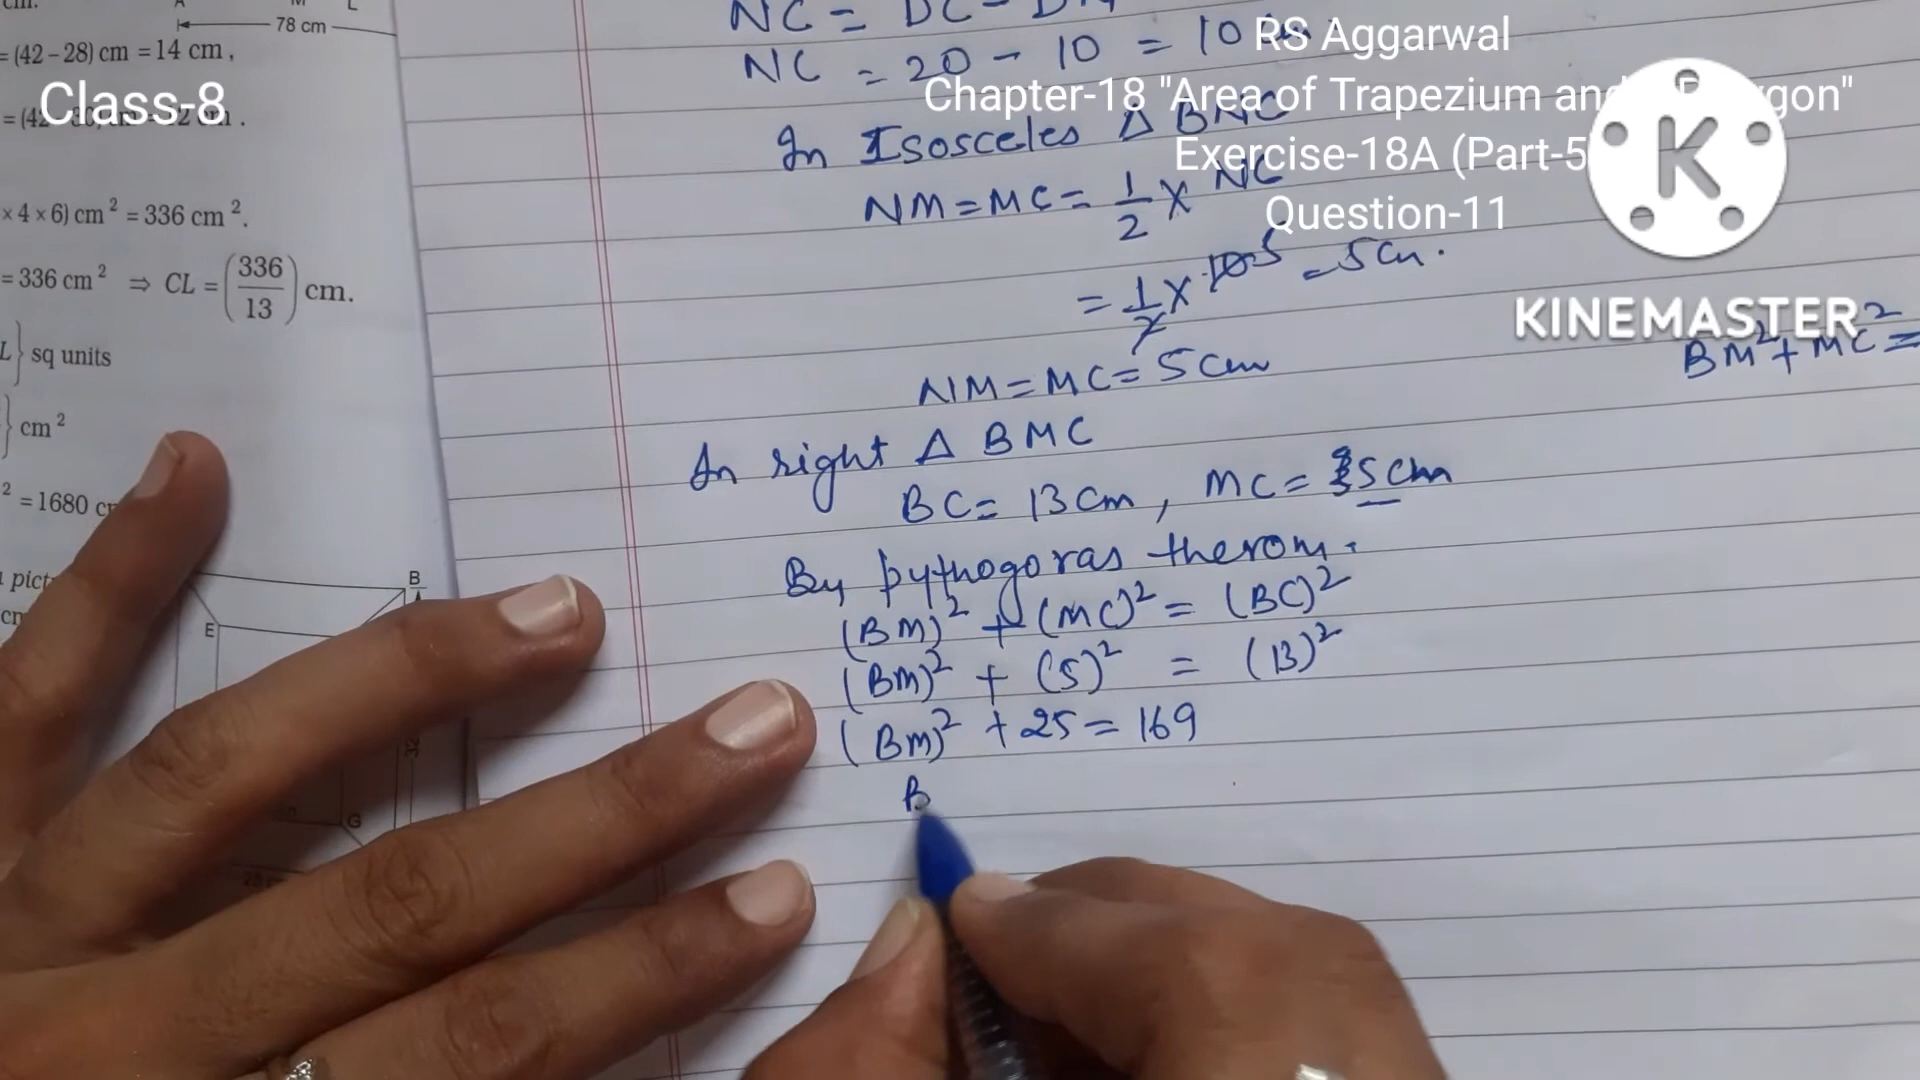 78 cm
= (42 – 28) cm = 14 cm ,
Class-8
× 4 × 6) cm² = 336 cm².
= 336 cm² ⇒ CL = (336/13) cm.
L} sq units
} cm²
² = 1680 c
pict
B
E
G
RS Aggarwal
Chapter-18 "Area of Trapezium an
Exercise-18A (Part-5
Question-11
KINEMASTER
NC = 20 - 10 = 10
In Isosceles Δ BNC
NM = MC = 1/2 × NC
= 1/2 × 10 5 = 5 cm.
NM = MC = 5 cm
BM² + MC² =
In right Δ BMC
BC = 13 cm, MC = 5 cm
By pythogoras therom.
(BM)² + (MC)² = (BC)²
(BM)² + (5)² = (13)²
(BM)² + 25 = 169
B